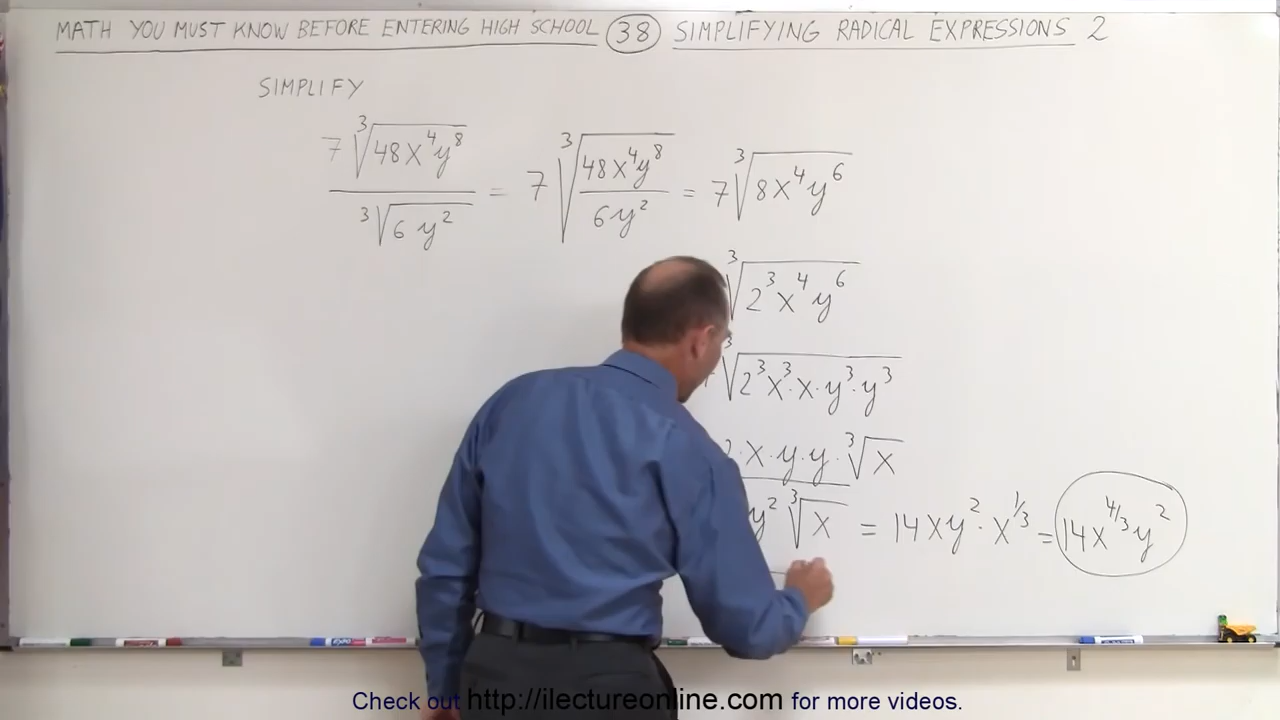 MATH YOU MUST KNOW BEFORE ENTERING HIGH SCHOOL 38 SIMPLIFYING RADICAL EXPRESSIONS 2
SIMPLIFY
7∛(48x⁴y⁸) / ∛(6y²) = 7∛(48x⁴y⁸ / 6y²) = 7∛(8x⁴y⁶)
∛(2³x⁴y⁶)
∛(2³x³·x·y³·y³)
2·x·y·y·∛x
y²∛x = 14xy²·x^(1/3) = 14x^(4/3)y²
EXPO
Check out http://ilectureonline.com for more videos.